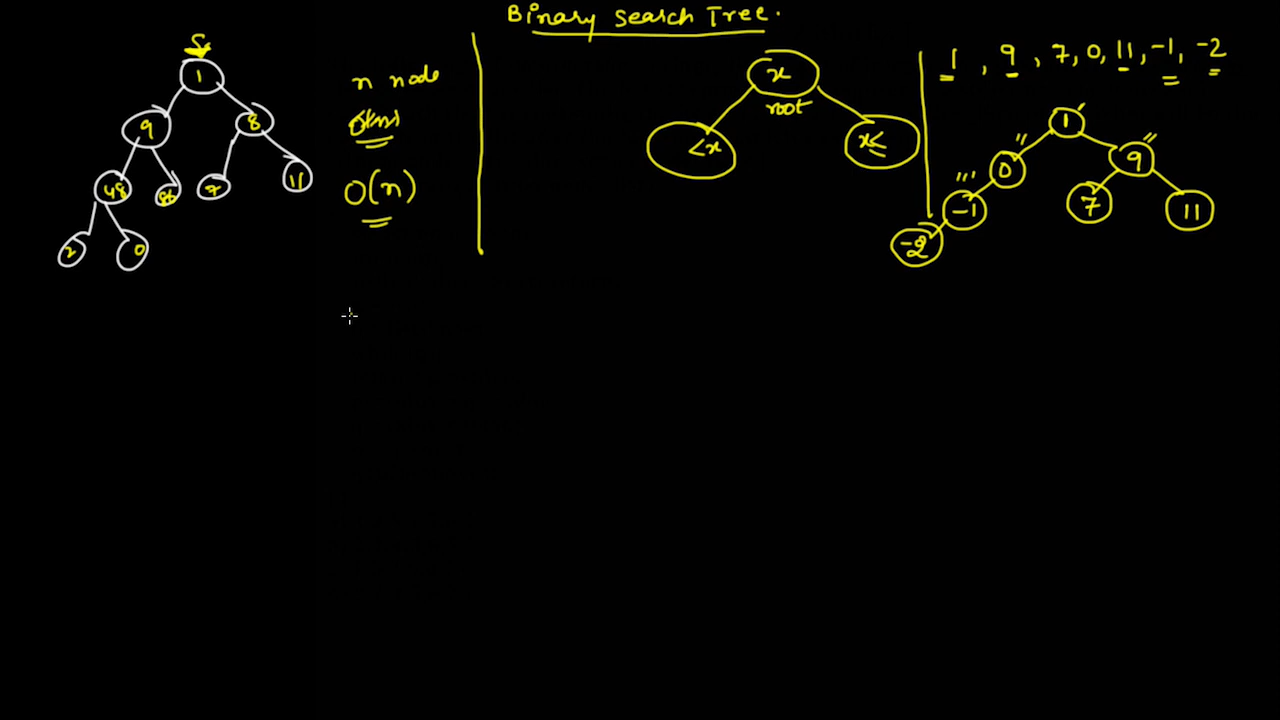 Binary Search Tree.
1
9
8
48
7
11
2
0
n node
O(n)
x
root
<x
x≤
1, 9, 7, 0, 11, -1, -2
1
0
9
-1
7
11
-2